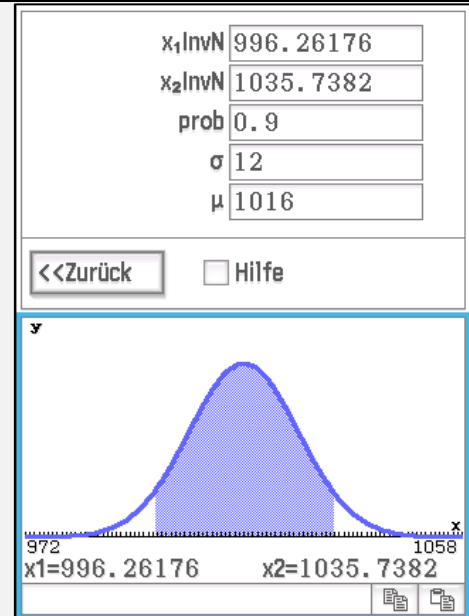 x₁InvN 996.26176
x₂InvN 1035.7382
prob 0.9
σ 12
μ 1016
<<Zurück Hilfe
y
x
972 1058
x1=996.26176 x2=1035.7382